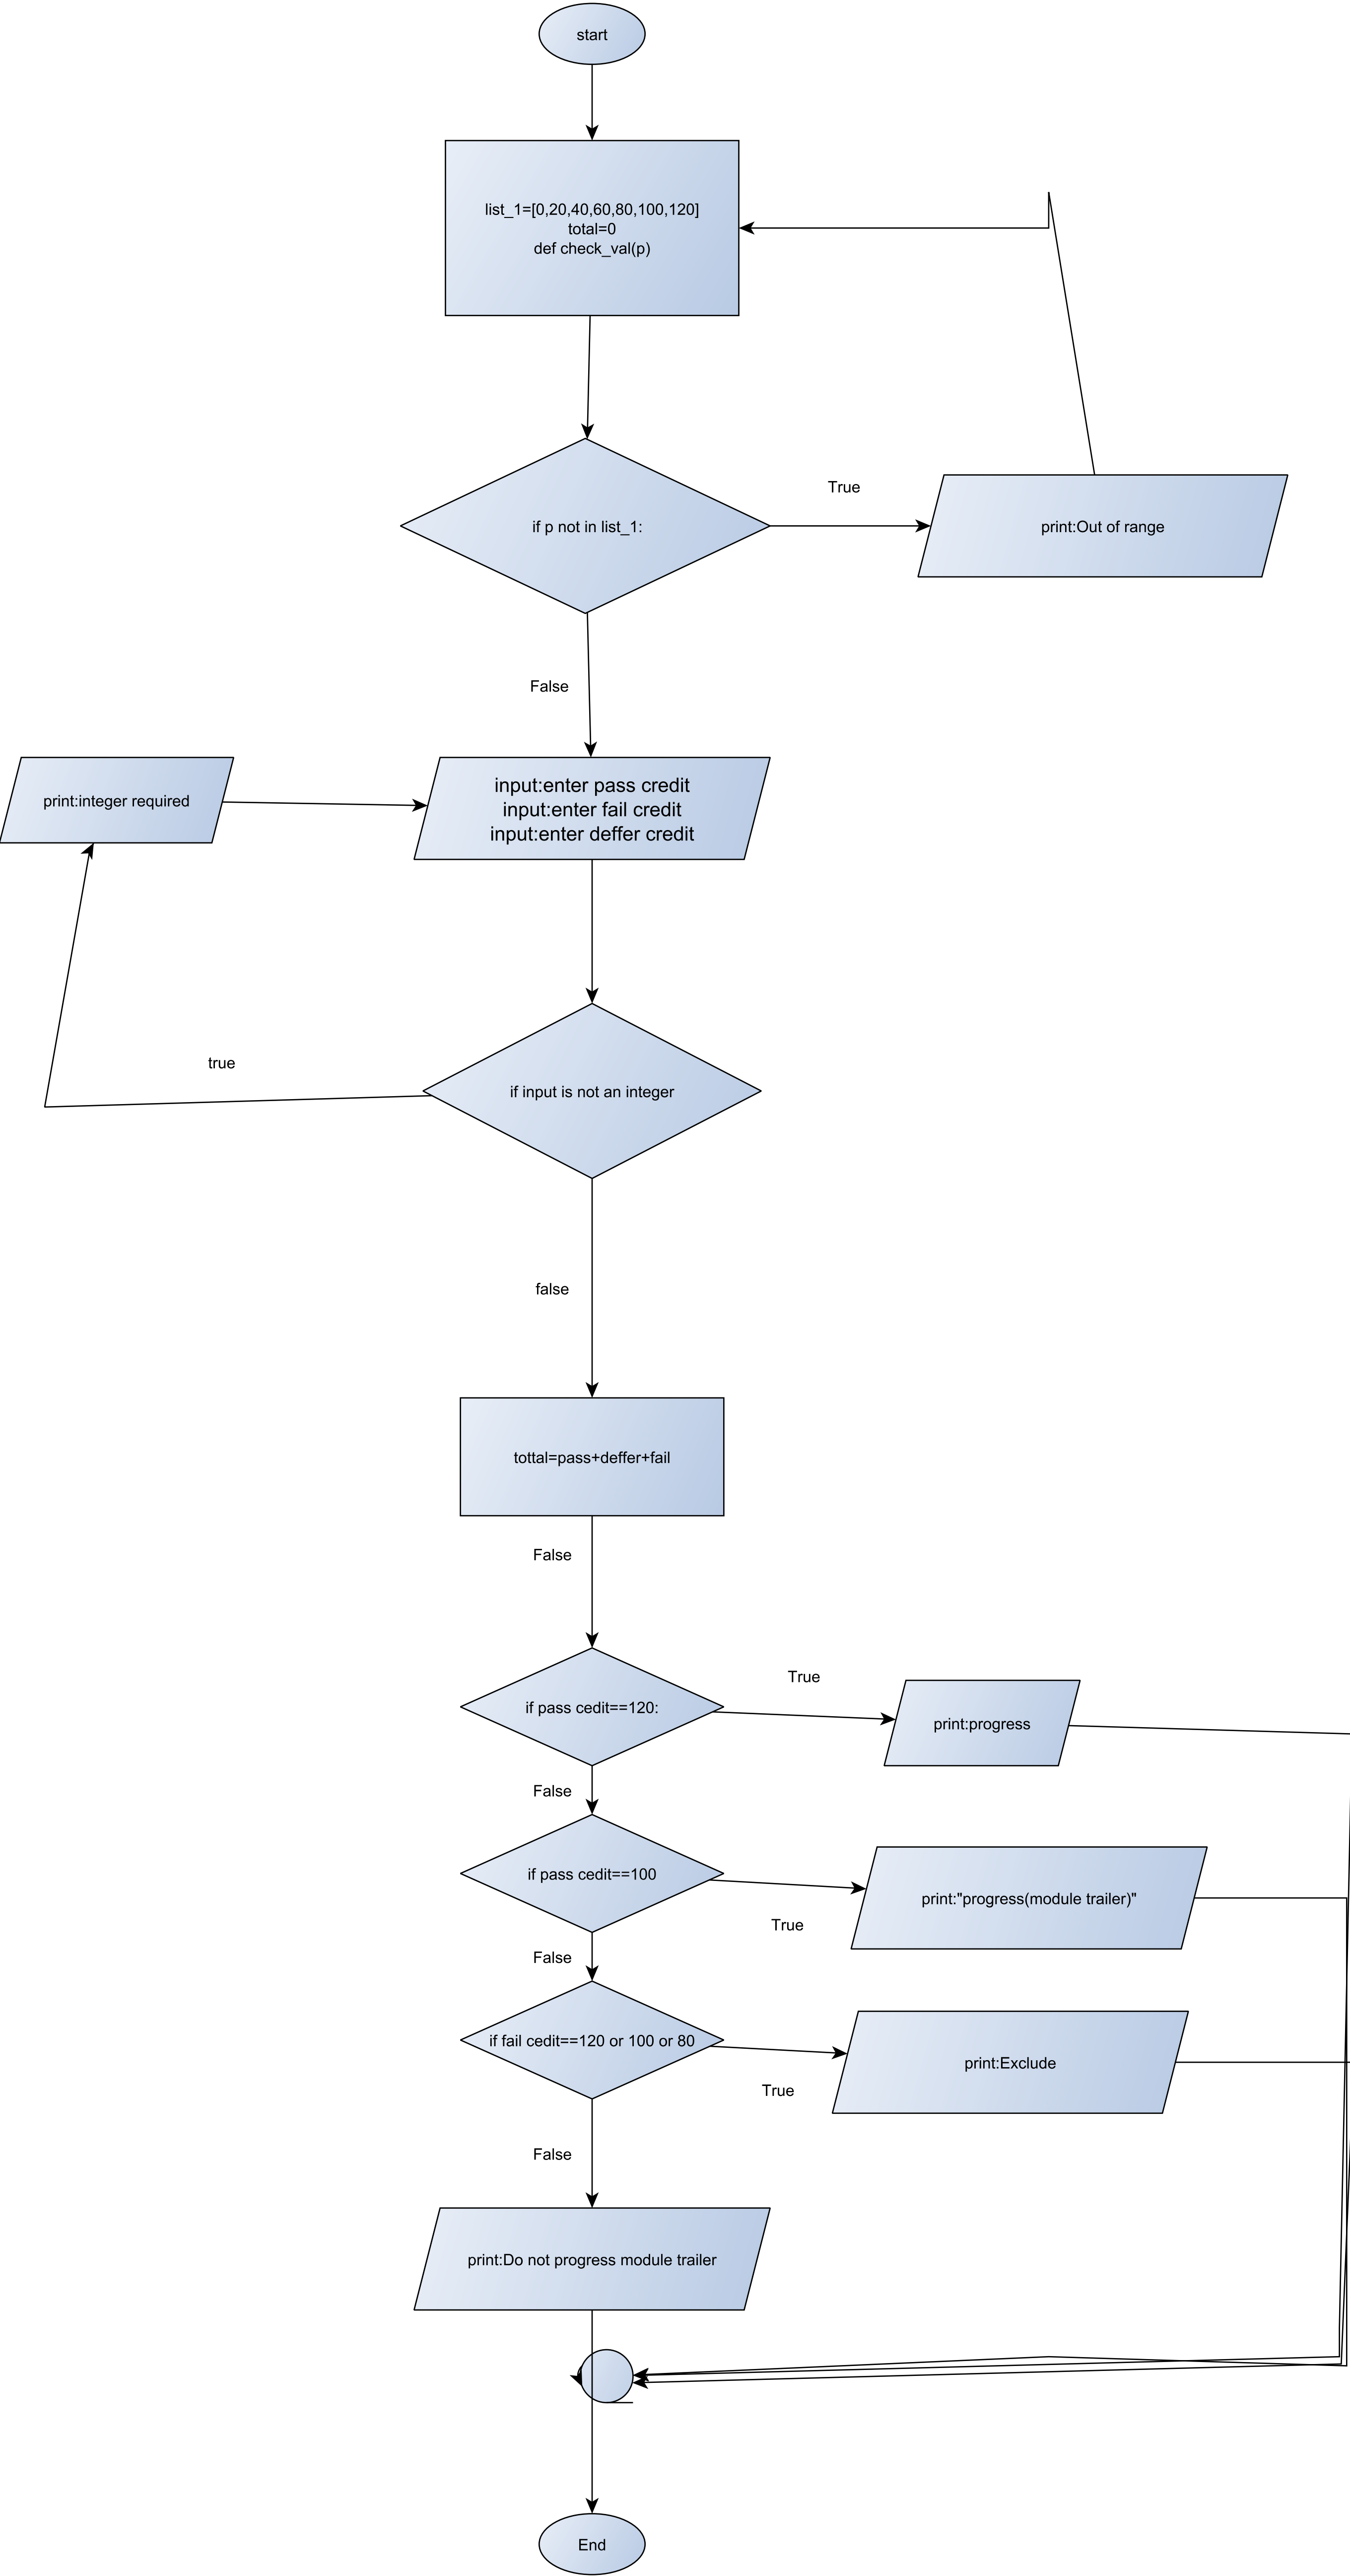 start
list_1=[0,20,40,60,80,100,120]
total=0
def check_val(p)
if p not in list_1:
True
print:Out of range
False
print:integer required
input:enter pass credit
input:enter fail credit
input:enter deffer credit
true
if input is not an integer
false
tottal=pass+deffer+fail
False
if pass cedit==120:
True
print:progress
False
if pass cedit==100
True
print:"progress(module trailer)"
False
if fail cedit==120 or 100 or 80
True
print:Exclude
False
print:Do not progress module trailer
End